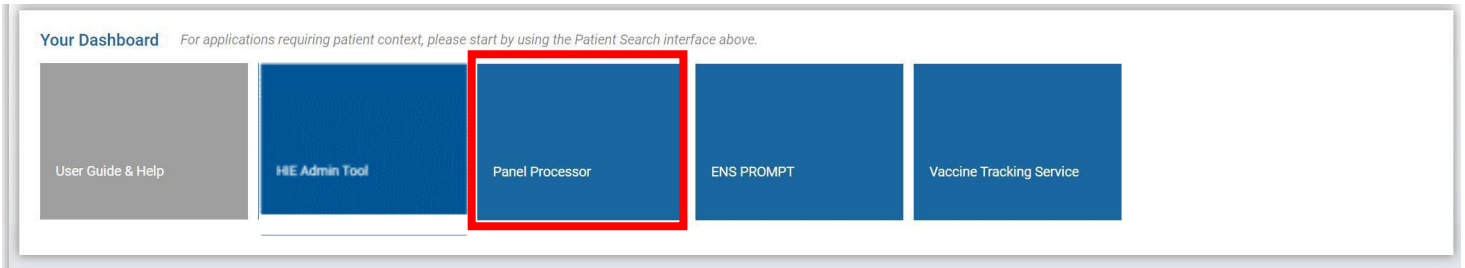 Your Dashboard For applications requiring patient context, please start by using the Patient Search interface above.
User Guide & Help
HIE Admin Tool
Panel Processor
ENS PROMPT
Vaccine Tracking Service